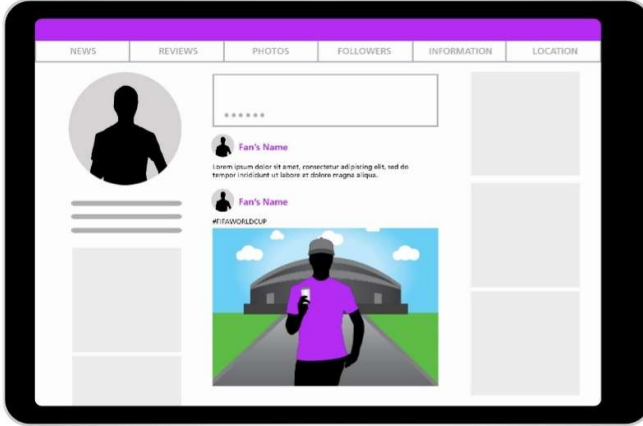 NEWS REVIEWS PHOTOS FOLLOWERS INFORMATION LOCATION
Fan's Name
Lorem ipsum dolor sit amet, consectetur adipiscing elit, sed do
tempor incididunt ut labore et dolore magna aliqua.
Fan's Name
#FIFAWORLDCUP